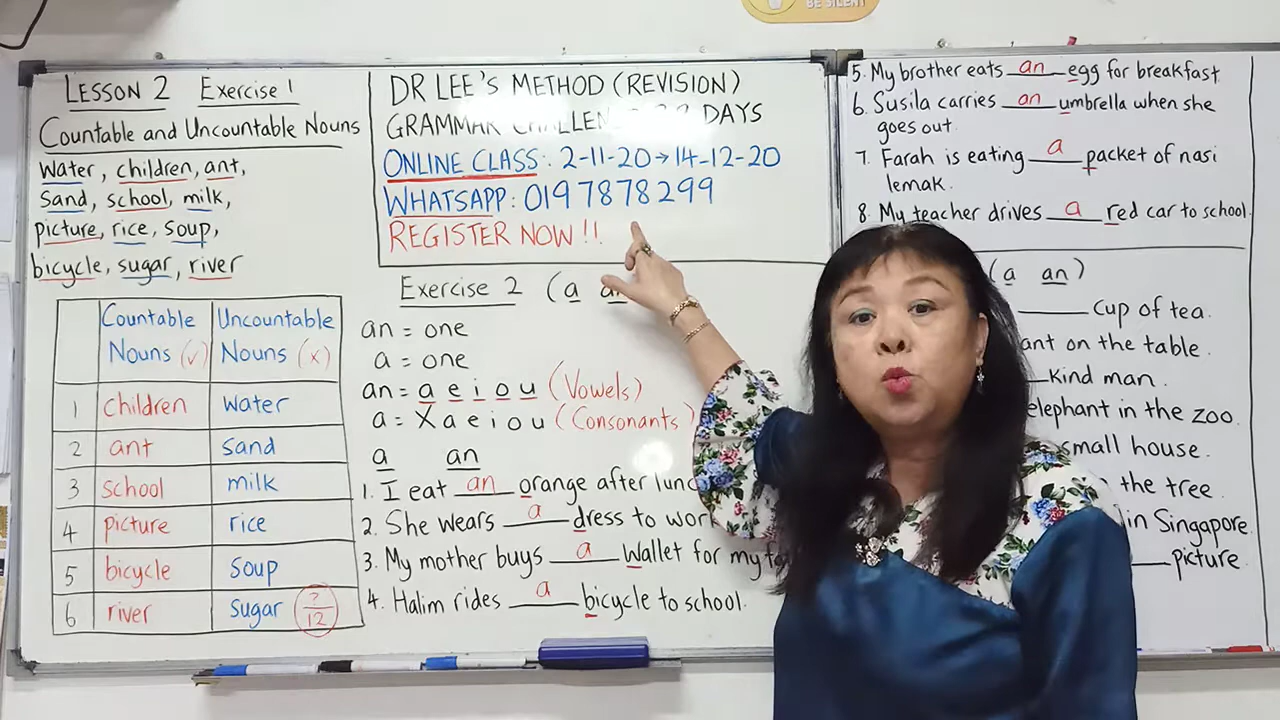 BE SILENT
LESSON 2 Exercise 1
Countable and Uncountable Nouns
water, children, ant,
sand, school, milk,
picture, rice, soup,
bicycle, sugar, river
Countable Nouns (✓) Uncountable Nouns (x)
1 children water
2 ant sand
3 school milk
4 picture rice
5 bicycle soup
6 river sugar
?/12
DR LEE'S METHOD (REVISION)
GRAMMAR DAYS
ONLINE CLASS: 2-11-20→14-12-20
WHATSAPP: 0197878299
REGISTER NOW!!
Exercise 2 (a an
an = one
a = one
an = a e i o u (Vowels)
a = X a e i o u (Consonants)
a an
1. I eat an orange after
2. She wears a dress to work
3. My mother buys a wallet for my
4. Halim rides a bicycle to school.
5. My brother eats an egg for breakfast
6. Susila carries an umbrella when she
goes out.
7. Farah is eating a packet of nasi
lemak.
8. My teacher drives a red car to school.
(a an)
____ cup of tea.
ant on the table.
kind man.
elephant in the zoo.
small house.
the tree.
in Singapore.
____ picture.